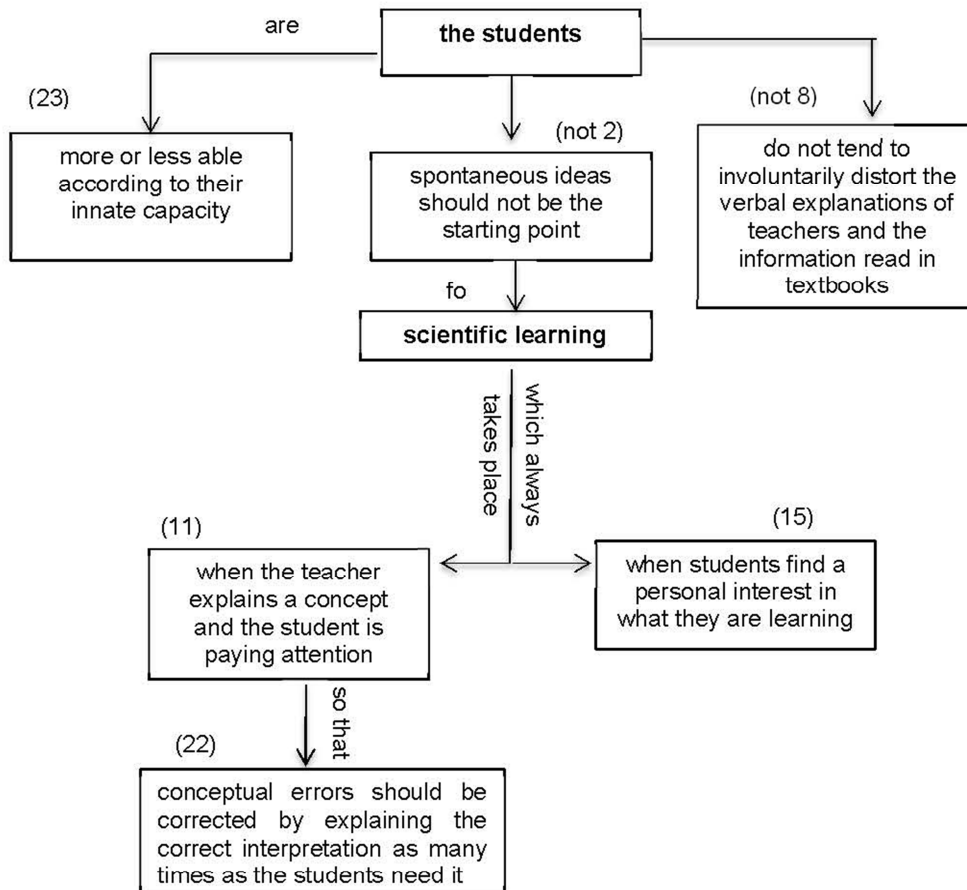 are
the students
(23)
more or less able
according to their
innate capacity
(not 2)
spontaneous ideas
should not be the
starting point
(not 8)
do not tend to
involuntarily distort the
verbal explanations of
teachers and the
information read in
textbooks
fo
scientific learning
which always
takes place
(11)
when the teacher
explains a concept
and the student is
paying attention
(15)
when students find a
personal interest in
what they are learning
so that
(22)
conceptual errors should be
corrected by explaining the
correct interpretation as many
times as the students need it